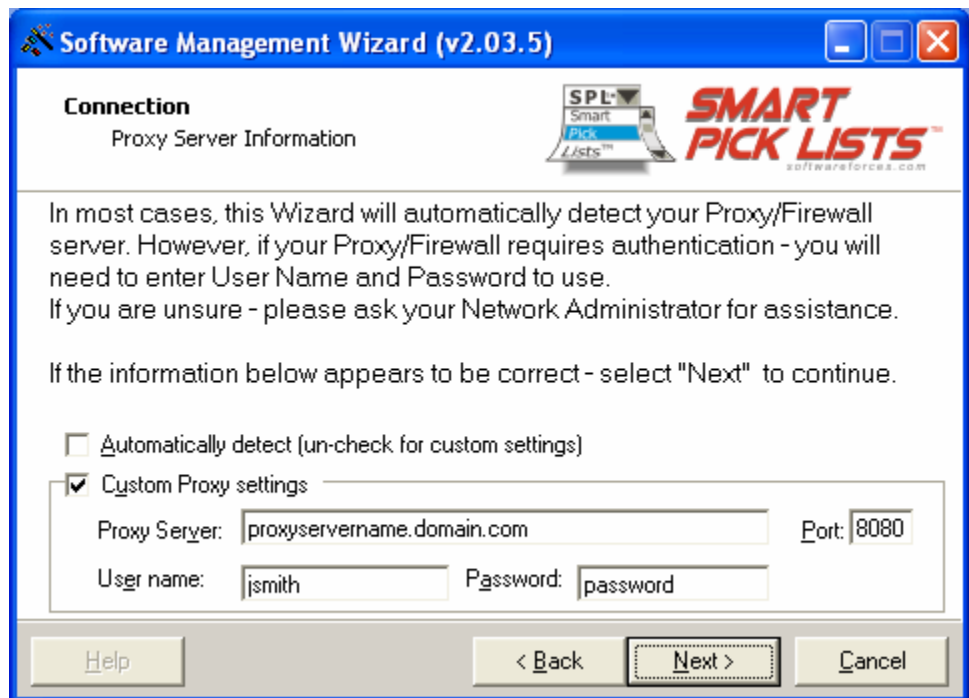 Software Management Wizard (v2.03.5)
Connection
Proxy Server Information
SPL™
Smart
Pick
Lists™
SMART
PICK LISTS™
softwareforces.com
In most cases, this Wizard will automatically detect your Proxy/Firewall
server. However, if your Proxy/Firewall requires authentication - you will
need to enter User Name and Password to use.
If you are unsure - please ask your Network Administrator for assistance.
If the information below appears to be correct - select "Next" to continue.
Automatically detect (un-check for custom settings)
Custom Proxy settings
Proxy Server: proxyservername.domain.com Port: 8080
User name: jsmith Password: password
Help < Back Next > Cancel